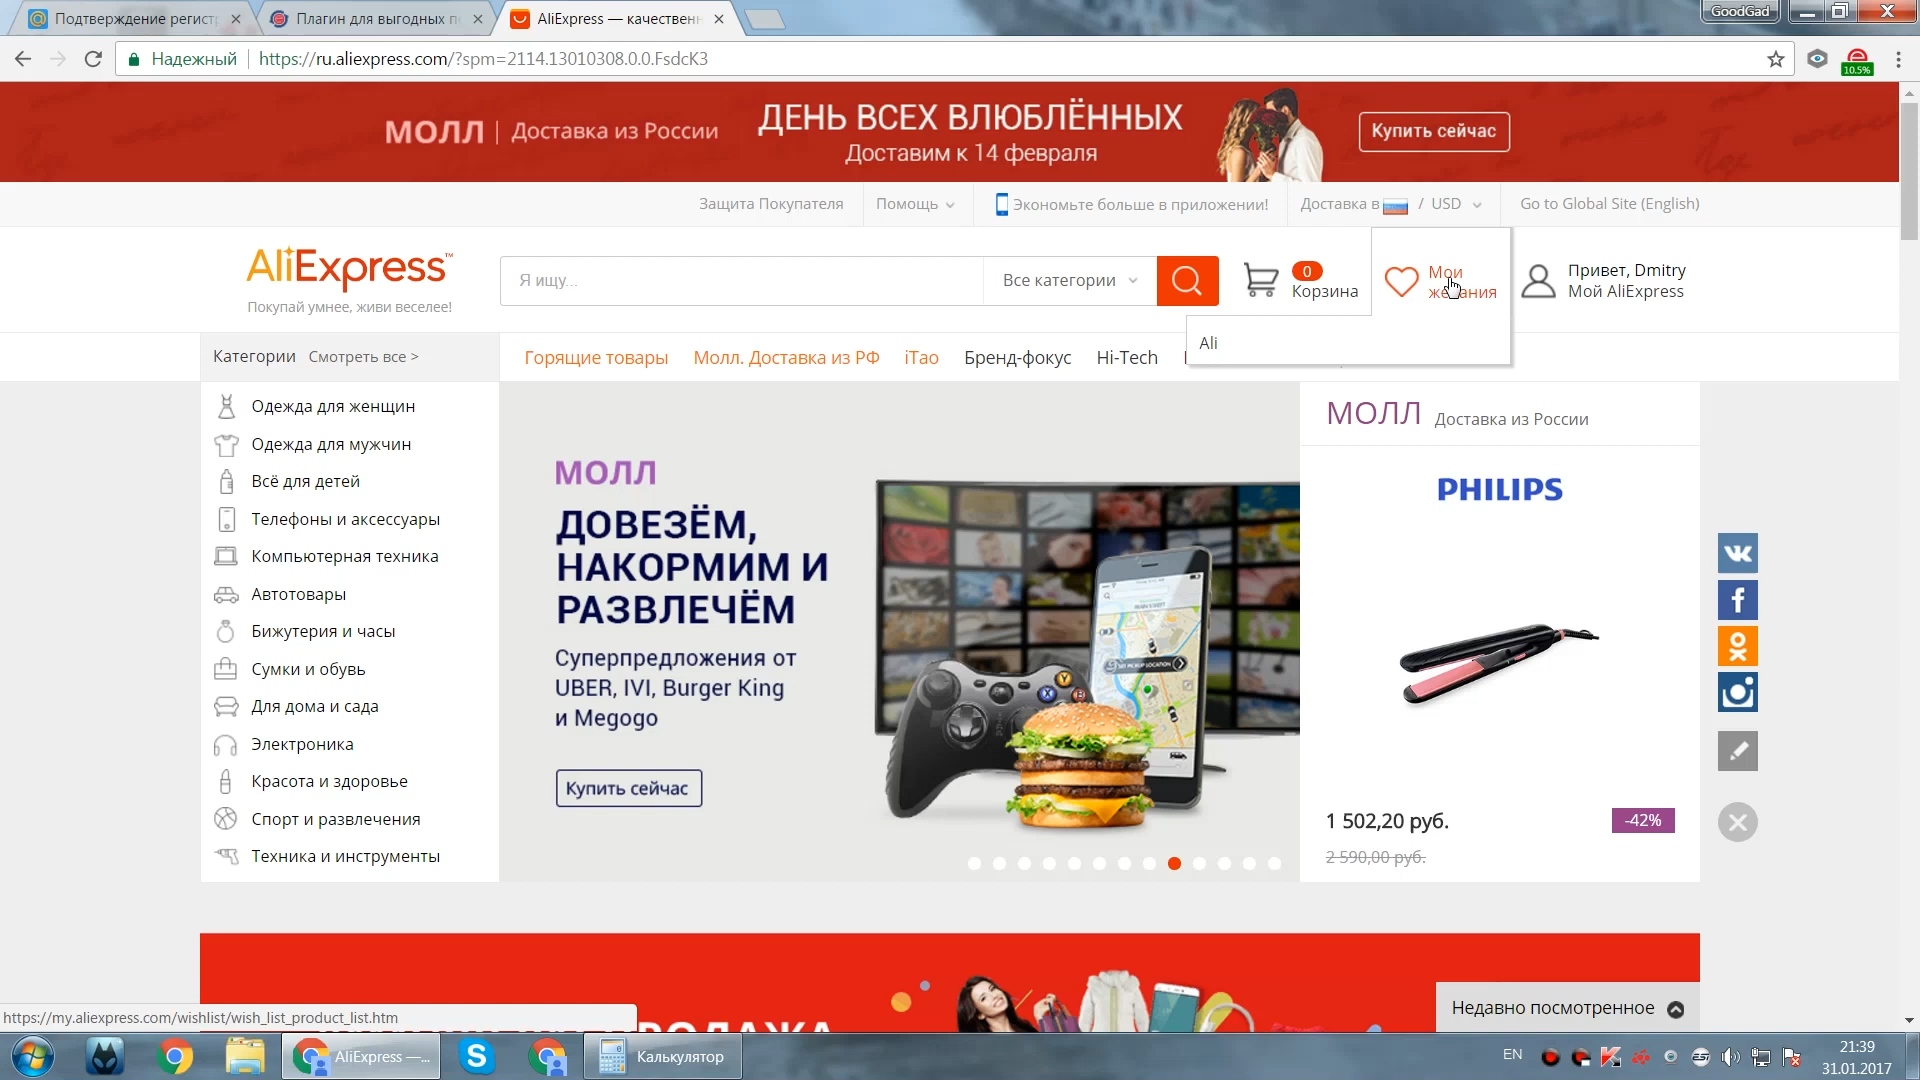 Подтверждение регистр
Плагин для выгодных п
AliExpress — качествен
GoodGad
Надежный
https://ru.aliexpress.com/?spm=2114.13010308.0.0.FsdcK3
10.5%
МОЛЛ | Доставка из России
ДЕНЬ ВСЕХ ВЛЮБЛЁННЫХ
Доставим к 14 февраля
Купить сейчас
Защита Покупателя
Помощь
Экономьте больше в приложении!
Доставка в / USD
Go to Global Site (English)
AliExpress™
Покупай умнее, живи веселее!
Я ищу...
Все категории
0
Корзина
Мои
желания
Привет, Dmitry
Мой AliExpress
Ali
Категории
Смотреть все >
Горящие товары
Молл. Доставка из РФ
iTao
Бренд-фокус
Hi-Tech
Одежда для женщин
Одежда для мужчин
Всё для детей
Телефоны и аксессуары
Компьютерная техника
Автотовары
Бижутерия и часы
Сумки и обувь
Для дома и сада
Электроника
Красота и здоровье
Спорт и развлечения
Техника и инструменты
МОЛЛ
ДОВЕЗЁМ,
НАКОРМИМ И
РАЗВЛЕЧЁМ
Суперпредложения от
UBER, IVI, Burger King
и Megogo
Купить сейчас
SET PICKUP LOCATION
Y
X
B
МОЛЛ Доставка из России
PHILIPS
1 502,20 руб.
-42%
2 590,00 руб.
Недавно посмотренное
https://my.aliexpress.com/wishlist/wish_list_product_list.htm
AliExpress —...
Калькулятор
EN
21:39
31.01.2017